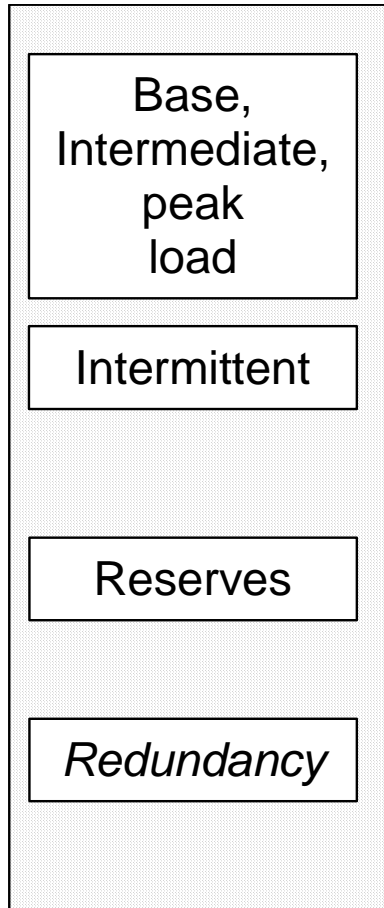 Base,
Intermediate,
peak
load
Intermittent
Reserves
Redundancy